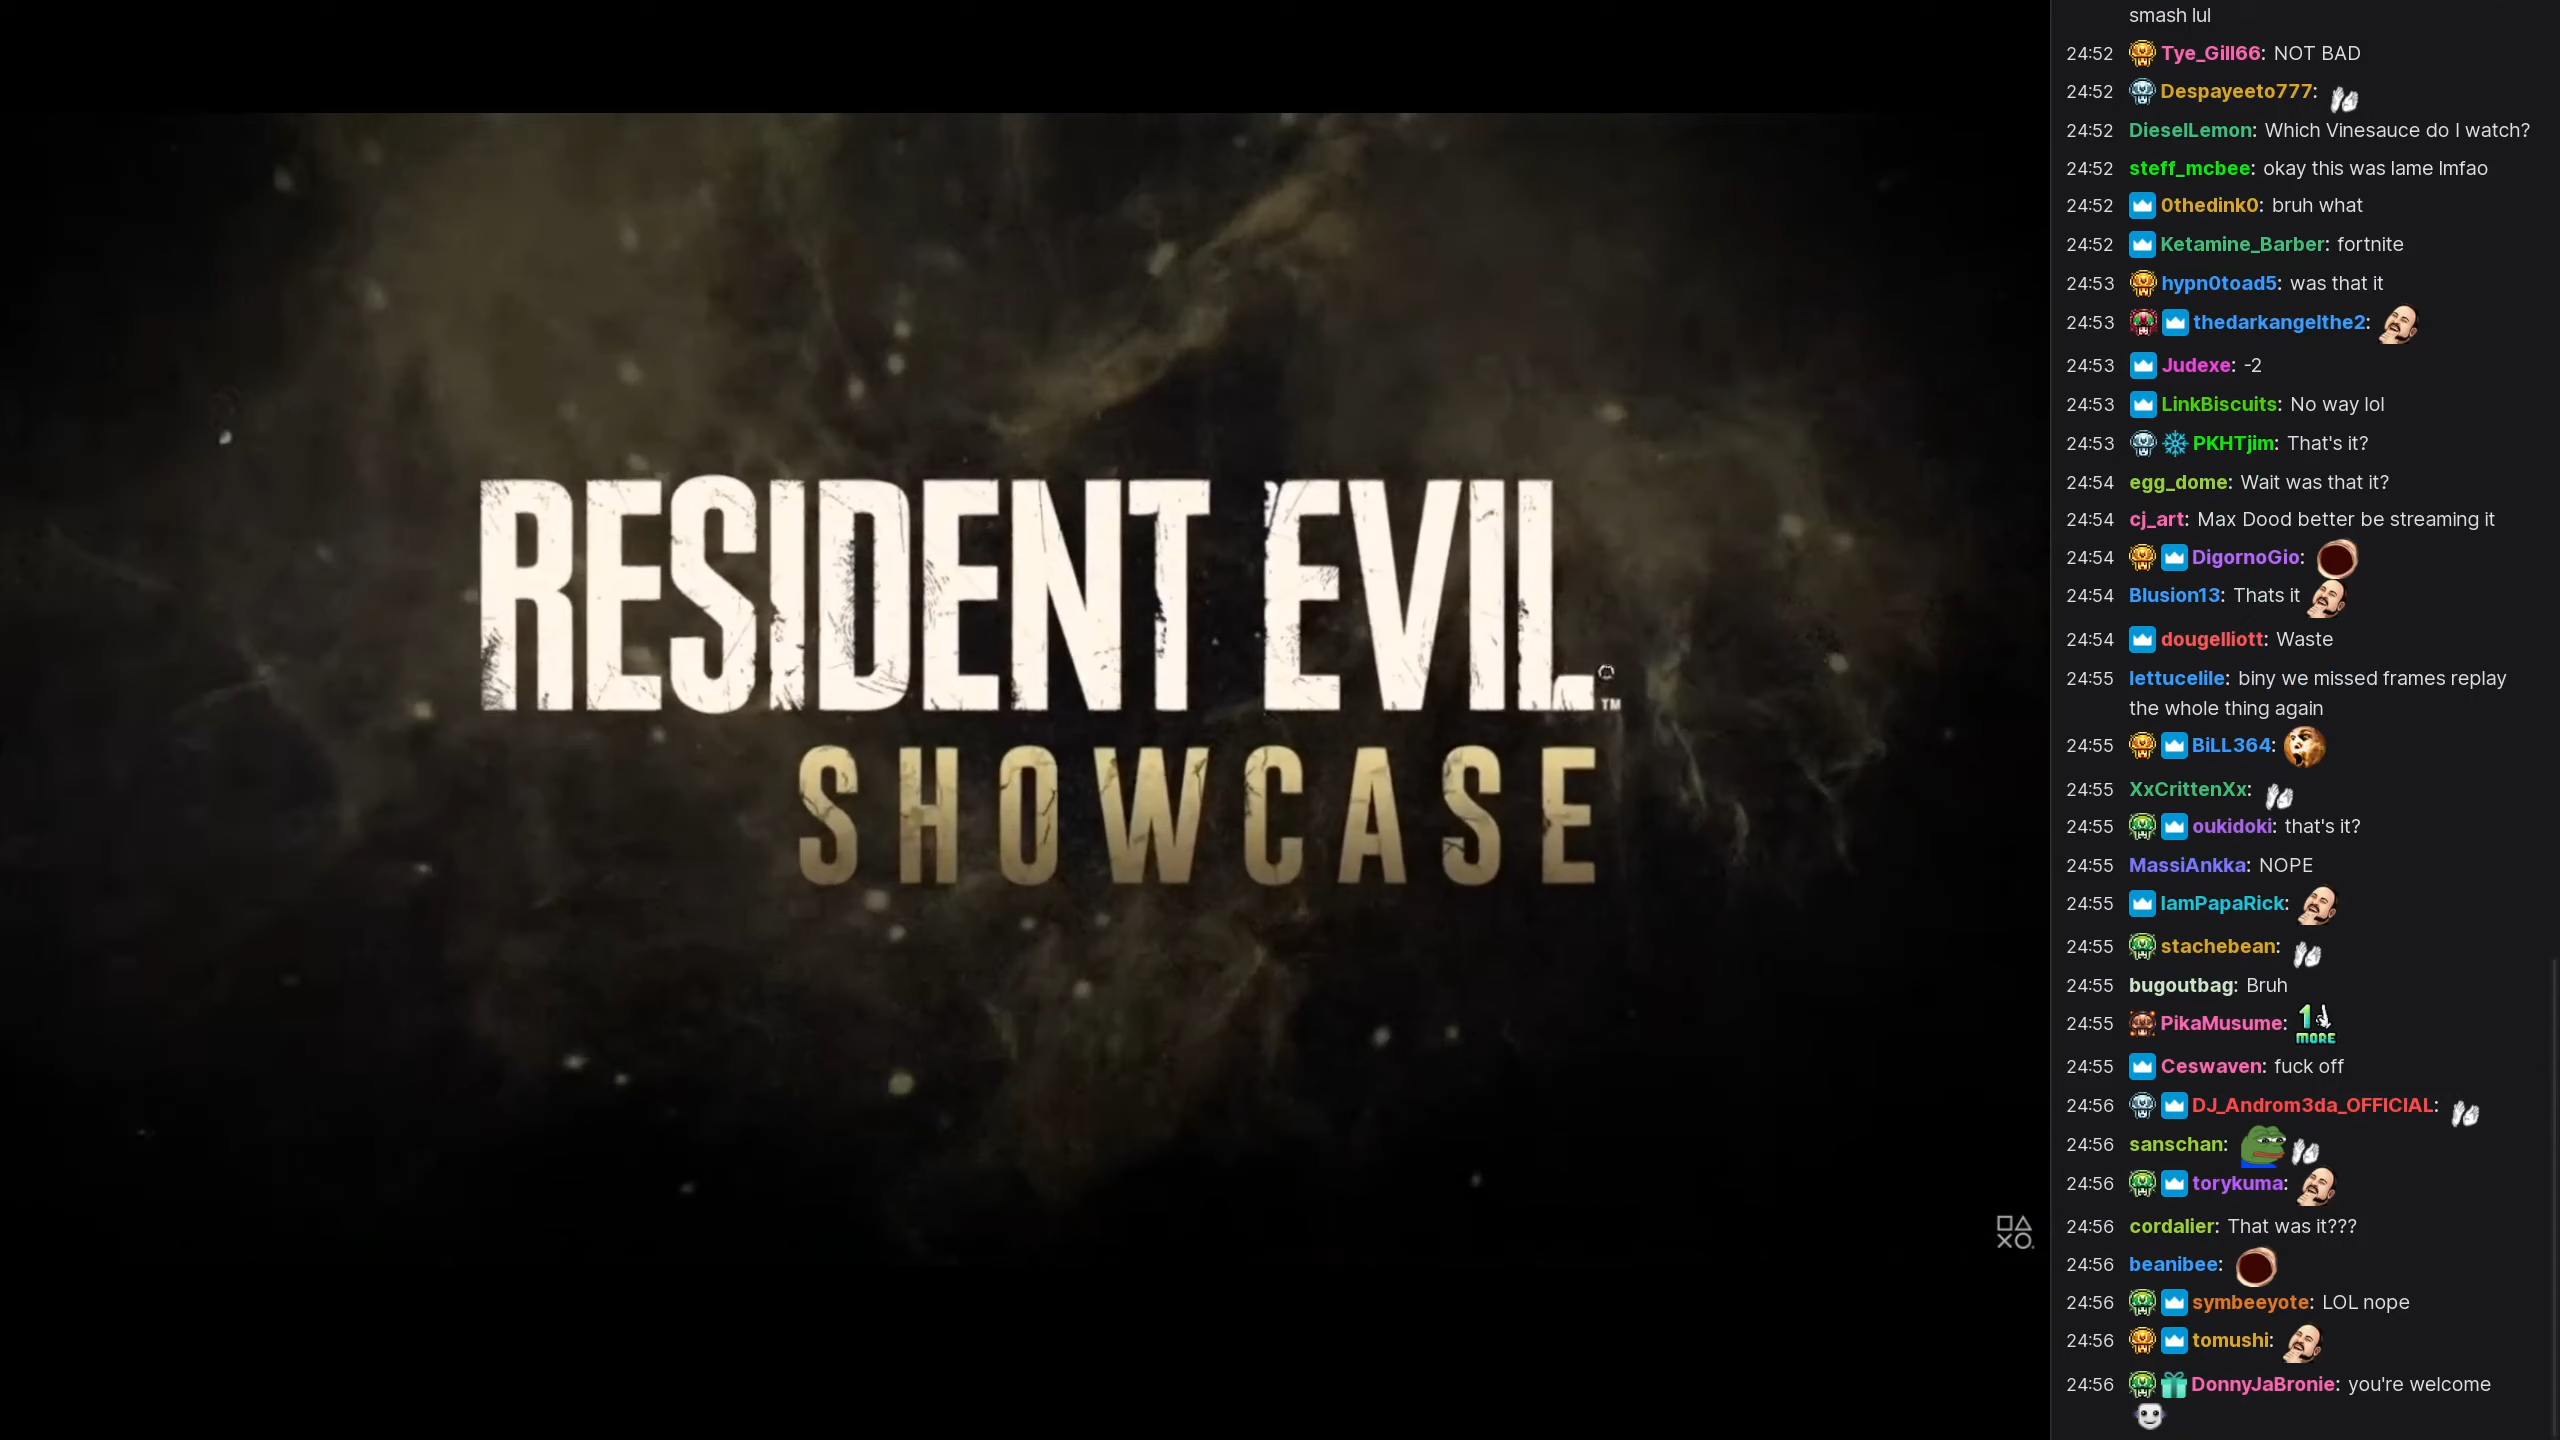 RESIDENT EVIL
TM
SHOWCASE
smash lul
24:52 Tye_Gill66: NOT BAD
24:52 Despayeeto777:
24:52 DieselLemon: Which Vinesauce do I watch?
24:52 steff_mcbee: okay this was lame lmfao
24:52 0thedink0: bruh what
24:52 Ketamine_Barber: fortnite
24:53 hypn0toad5: was that it
24:53 thedarkangelthe2:
24:53 Judexe: -2
24:53 LinkBiscuits: No way lol
24:53 PKHTjim: That's it?
24:54 egg_dome: Wait was that it?
24:54 cj_art: Max Dood better be streaming it
24:54 DigornoGio:
24:54 Blusion13: Thats it
24:54 dougelliott: Waste
24:55 lettucelile: biny we missed frames replay
the whole thing again
24:55 BiLL364:
24:55 XxCrittenXx:
24:55 oukidoki: that's it?
24:55 MassiAnkka: NOPE
24:55 IamPapaRick:
24:55 stachebean:
24:55 bugoutbag: Bruh
24:55 PikaMusume: 1 MORE
24:55 Ceswaven: fuck off
24:56 DJ_Androm3da_OFFICIAL:
24:56 sanschan:
24:56 torykuma:
24:56 cordalier: That was it???
24:56 beanibee:
24:56 symbeeyote: LOL nope
24:56 tomushi:
24:56 DonnyJaBronie: you're welcome